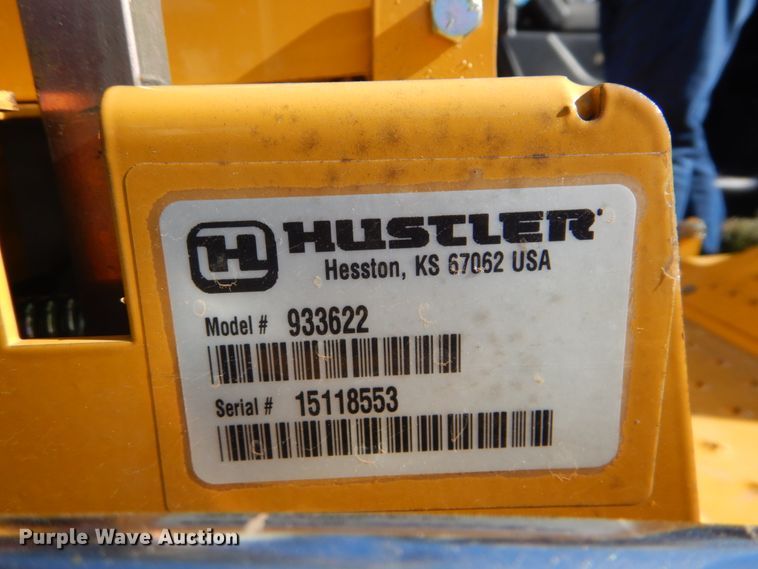 H HUSTLER
Hesston, KS 67062 USA
Model # 933622
Serial # 15118553
Purple Wave Auction